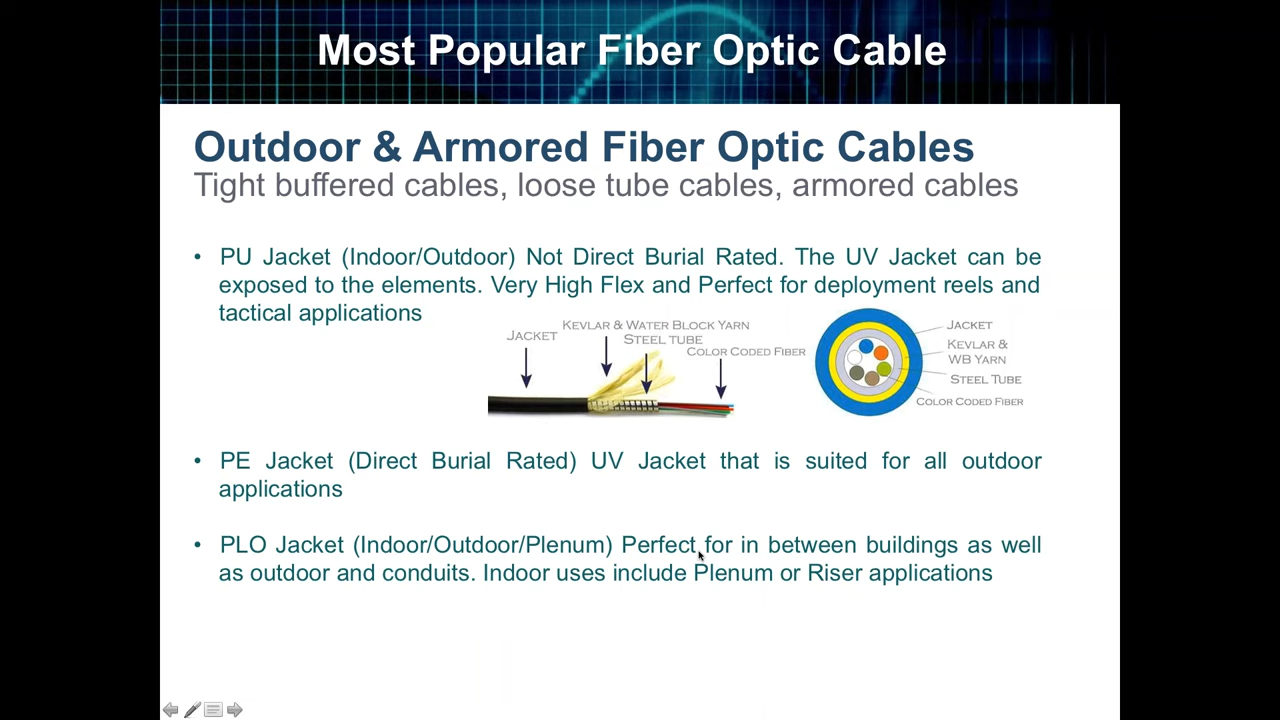 Most Popular Fiber Optic Cable
Outdoor & Armored Fiber Optic Cables
Tight buffered cables, loose tube cables, armored cables
• PU Jacket (Indoor/Outdoor) Not Direct Burial Rated. The UV Jacket can be
exposed to the elements. Very High Flex and Perfect for deployment reels and
tactical applications
JACKET
KEVLAR & WATER BLOCK YARN
STEEL TUBE
COLOR CODED FIBER
JACKET
KEVLAR &
WB YARN
STEEL TUBE
COLOR CODED FIBER
• PE Jacket (Direct Burial Rated) UV Jacket that is suited for all outdoor
applications
• PLO Jacket (Indoor/Outdoor/Plenum) Perfect for in between buildings as well
as outdoor and conduits. Indoor uses include Plenum or Riser applications